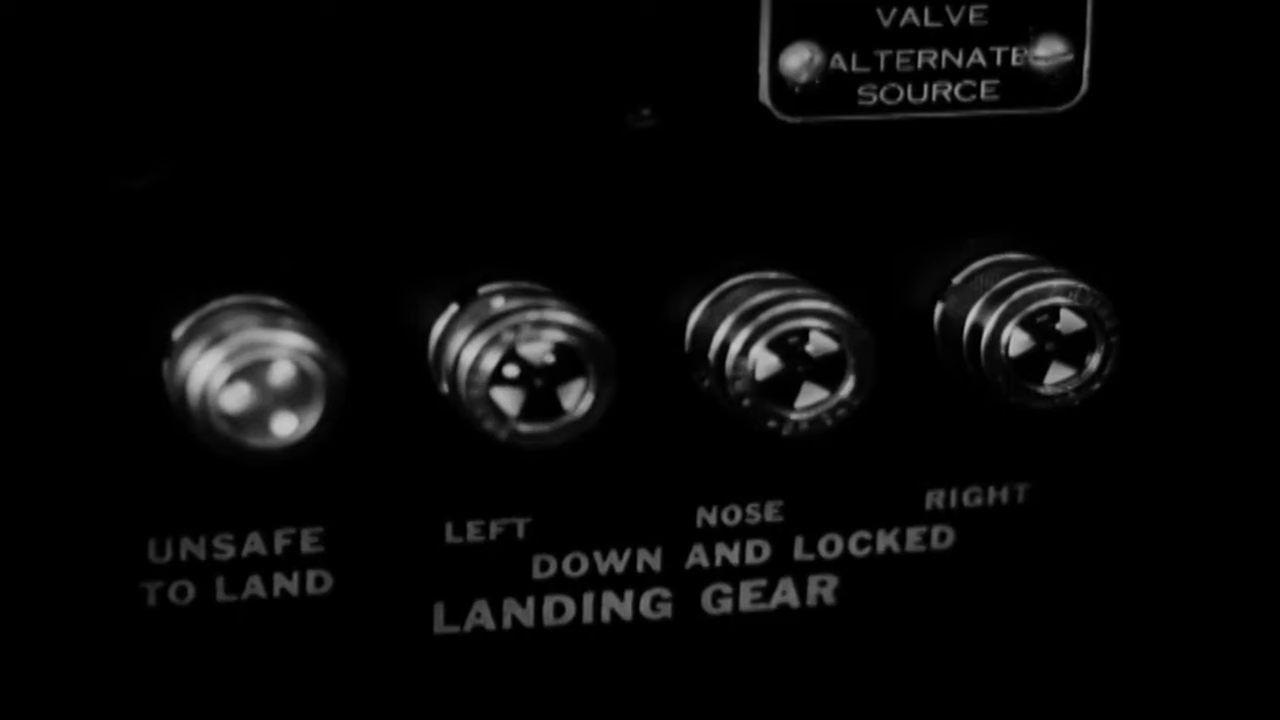 VALVE
ALTERNATE
SOURCE
UNSAFE
TO LAND
LEFT
NOSE
RIGHT
DOWN AND LOCKED
LANDING GEAR